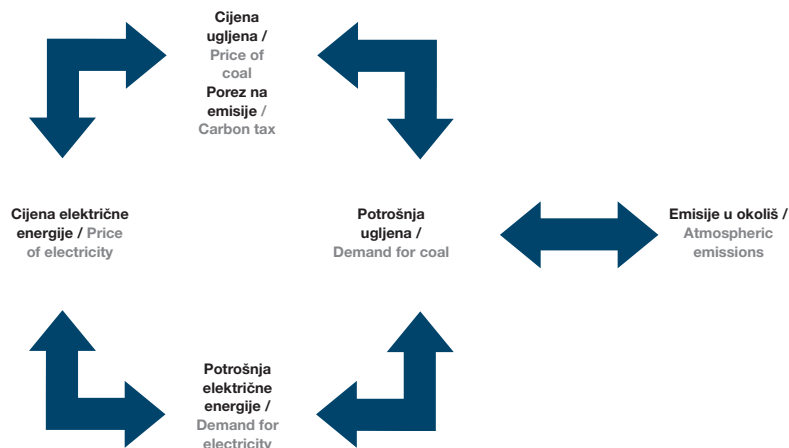 Cijena
ugljena /
Price of
coal
Porez na
emisije /
Carbon tax
Cijena električne
energije / Price
of electricity
Potrošnja
ugljena /
Demand for coal
Emisije u okoliš /
Atmospheric
emissions
Potrošnja
električne
energije /
Demand for
electricity